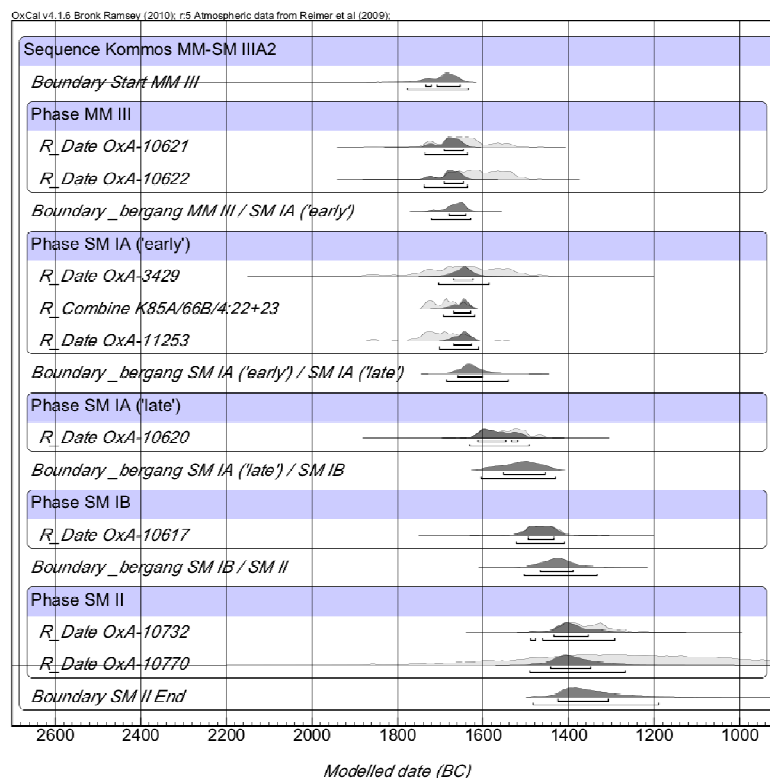 OxCal v4.1.6 Bronk Ramsey (2010); r:5 Atmospheric data from Reimer et al (2009);
Sequence Kommos MM-SM IIIA2
Boundary Start MM III
Phase MM III
R_Date OxA-10621
R_Date OxA-10622
Boundary _bergang MM III / SM IA ('early')
Phase SM IA ('early')
R_Date OxA-3429
R_Combine K85A/66B/4:22+23
R_Date OxA-11253
Boundary _bergang SM IA ('early') / SM IA ('late')
Phase SM IA ('late')
R_Date OxA-10620
Boundary _bergang SM IA ('late') / SM IB
Phase SM IB
R_Date OxA-10617
Boundary _bergang SM IB / SM II
Phase SM II
R_Date OxA-10732
R_Date OxA-10770
Boundary SM II End
2600 2400 2200 2000 1800 1600 1400 1200 1000
Modelled date (BC)